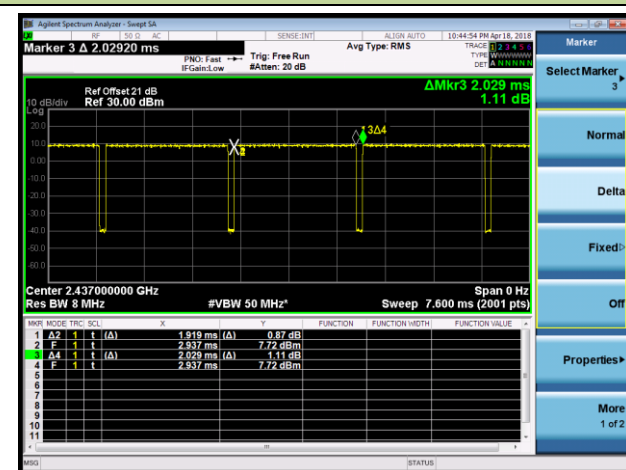 Agilent Spectrum Analyzer - Swept SA
RF 50 Ω AC SENSE:INT ALIGN AUTO 10:44:54 PM Apr 18, 2018
Marker 3 Δ 2.02920 ms
PNO: Fast
IFGain:Low
Trig: Free Run
#Atten: 20 dB
Avg Type: RMS
TRACE 1 2 3 4 5 6
TYPE WWWWWW
DET A N N N N N
Ref Offset 21 dB
Ref 30.00 dBm
ΔMkr3 2.029 ms
1.11 dB
10 dB/div
Log
20.0
10.0
0.00
-10.0
-20.0
-30.0
-40.0
-50.0
-60.0
3Δ4
Center 2.437000000 GHz Span 0 Hz
Res BW 8 MHz #VBW 50 MHz* Sweep 7.600 ms (2001 pts)
MKR MODE TRC SCL X Y FUNCTION FUNCTION WIDTH FUNCTION VALUE
1 Δ2 1 t (Δ) 1.919 ms (Δ) 0.87 dB
2 F 1 t 2.937 ms 7.72 dBm
3 Δ4 1 t (Δ) 2.029 ms (Δ) 1.11 dB
4 F 1 t 2.937 ms 7.72 dBm
5
6
7
8
9
10
11
MSG STATUS
Marker
Select Marker
3
Normal
Delta
Fixed
Off
Properties
More
1 of 2